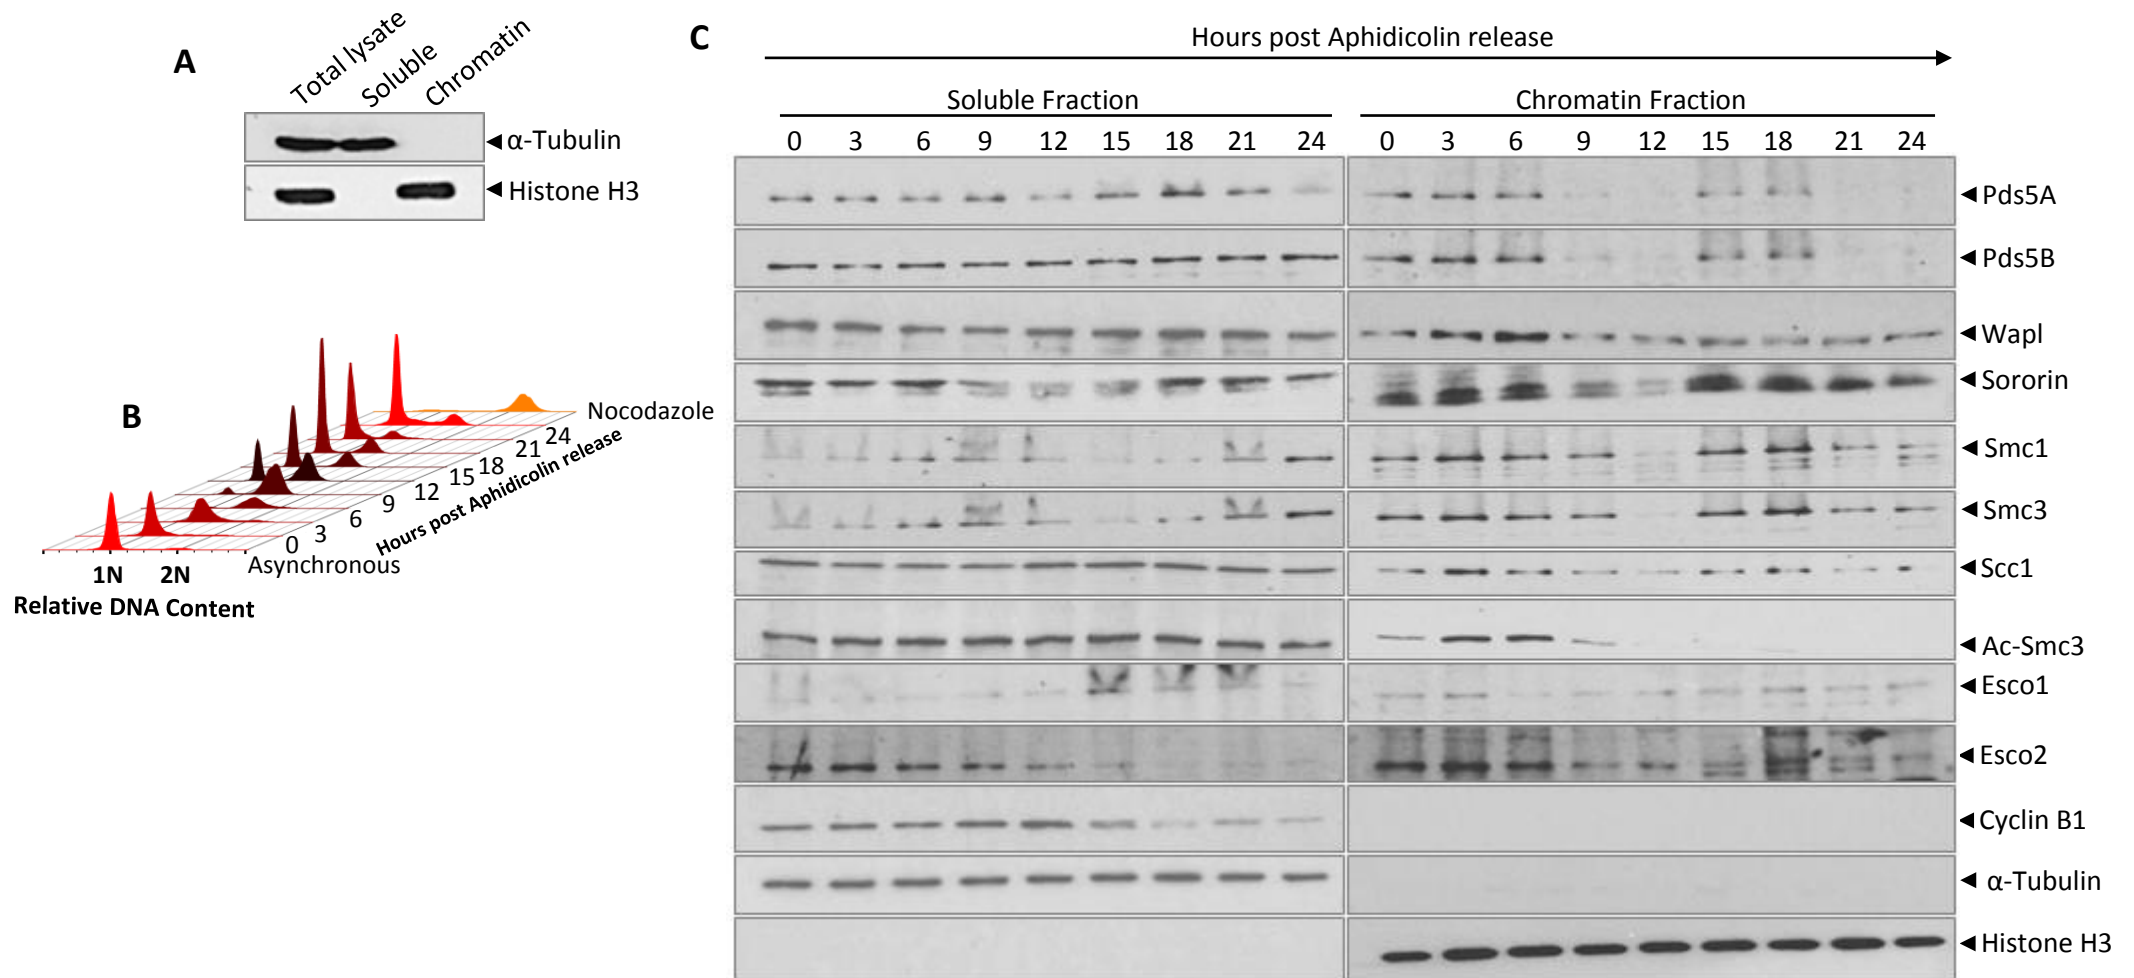 A
Total lysate
Soluble
Chromatin
α-Tubulin
Histone H3
B
Nocodazole
24
21
18
15
12
9
6
3
0
Hours post Aphidicolin release
Asynchronous
1N 2N
Relative DNA Content
C
Hours post Aphidicolin release
Soluble Fraction Chromatin Fraction
0 3 6 9 12 15 18 21 24 0 3 6 9 12 15 18 21 24
Pds5A
Pds5B
Wapl
Sororin
Smc1
Smc3
Scc1
Ac-Smc3
Esco1
Esco2
Cyclin B1
α-Tubulin
Histone H3